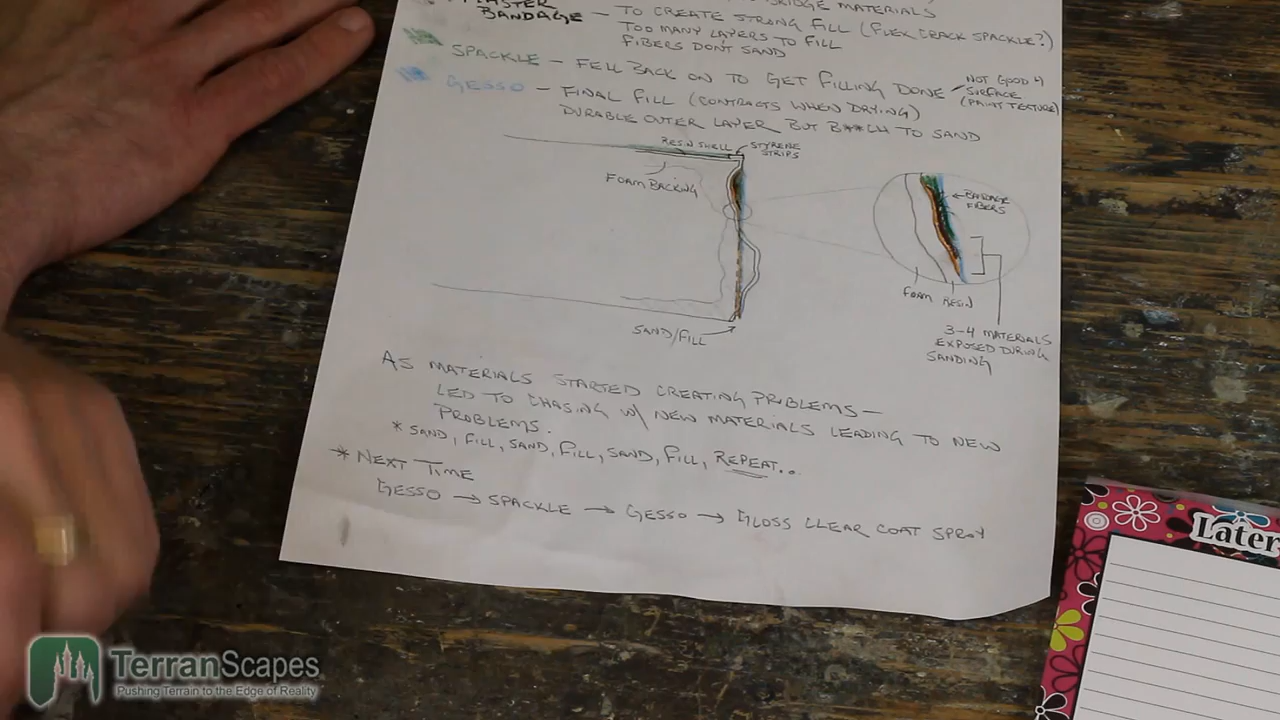 BRIDGE MATERIALS
PLASTER BANDAGE — TO CREATE STRONG FILL (FLEX CRACK SPACKLE?)
TOO MANY LAYERS TO FILL
FIBERS DON'T SAND
SPACKLE — FELL BACK ON TO GET FILLING DONE
NOT GOOD 4
SURFACE
(PAINT TEXTURE)
GESSO — FINAL FILL (CONTRACTS WHEN DRYING)
DURABLE OUTER LAYER BUT B**CH TO SAND
RESIN SHELL
STYRENE
STRIPS
FOAM BACKING
BANDAGE
FIBERS
FOAM RESIN
SAND/FILL
3-4 MATERIALS
EXPOSED DURING
SANDING
AS MATERIALS STARTED CREATING PROBLEMS —
LED TO CHASING W/ NEW MATERIALS LEADING TO NEW
PROBLEMS.
* SAND, FILL, SAND, FILL, SAND, FILL, REPEAT...
* NEXT TIME
GESSO → SPACKLE → GESSO → GLOSS CLEAR COAT SPRAY
Later
TerranScapes
Pushing Terrain to the Edge of Reality